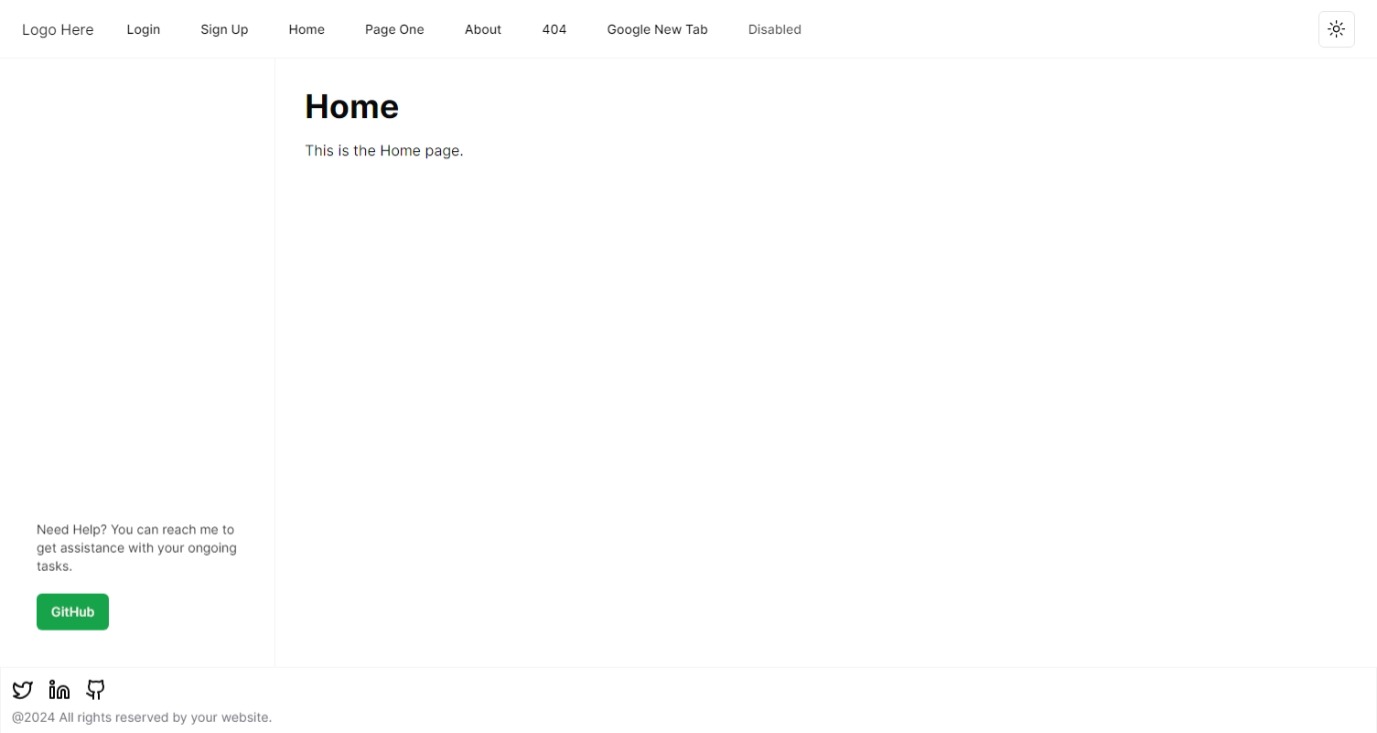 Logo Here Login Sign Up Home Page One About 404 Google New Tab Disabled
Home
This is the Home page.
Need Help? You can reach me to
get assistance with your ongoing
tasks.
GitHub
@2024 All rights reserved by your website.